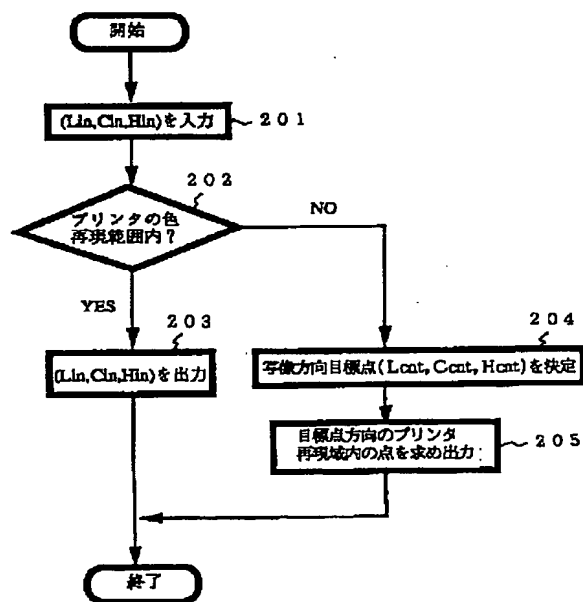 開始
(Lin,Cin,Hin)を入力
201
202
プリンタの色
再現範囲内?
NO
YES
203
204
(Lin,Cin,Hin)を出力
写像方向目標点(Lcnt, Ccnt, Hcnt)を決定
目標点方向のプリンタ
再現域内の点を求め出力
205
終了